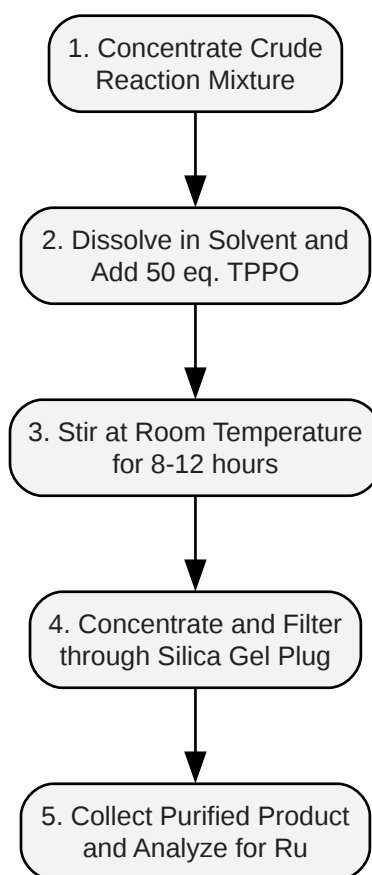 1. Concentrate Crude
Reaction Mixture
2. Dissolve in Solvent and
Add 50 eq. TPPO
3. Stir at Room Temperature
for 8-12 hours
4. Concentrate and Filter
through Silica Gel Plug
5. Collect Purified Product
and Analyze for Ru